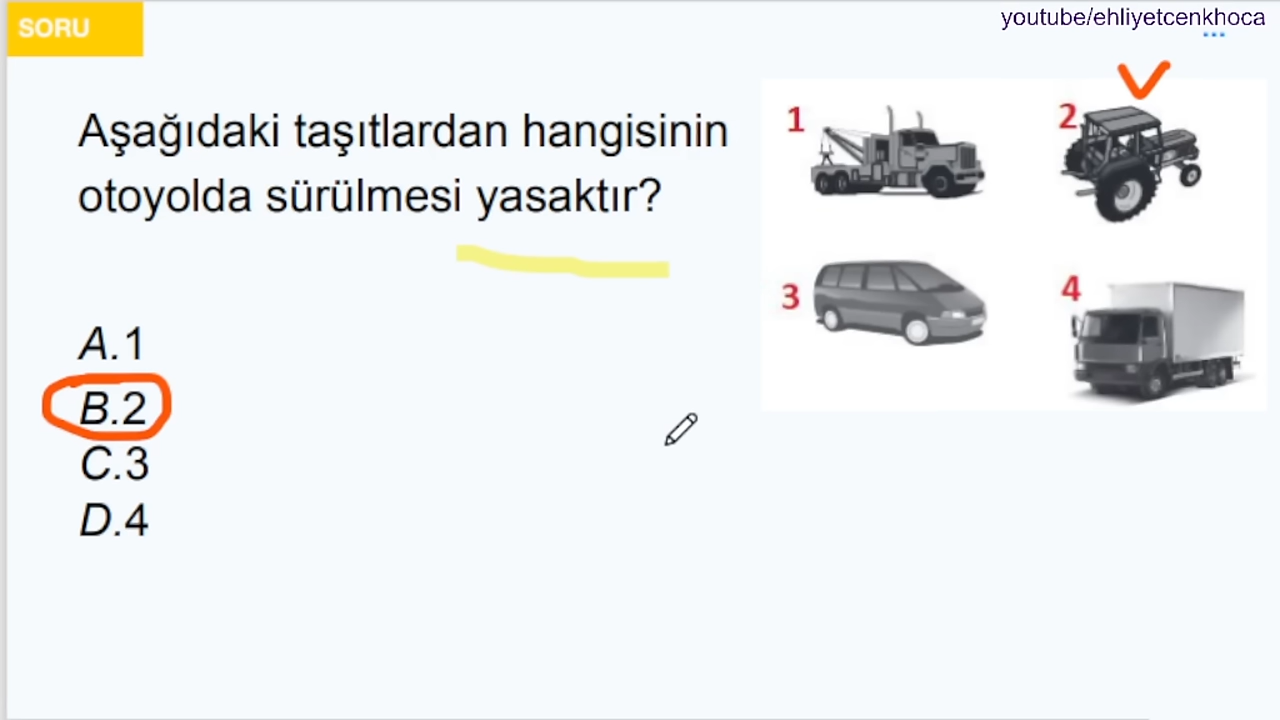 SORU
youtube/ehliyetcenkhoca
Aşağıdaki taşıtlardan hangisinin
otoyolda sürülmesi yasaktır?
1
2
3
4
A.1
B.2
C.3
D.4